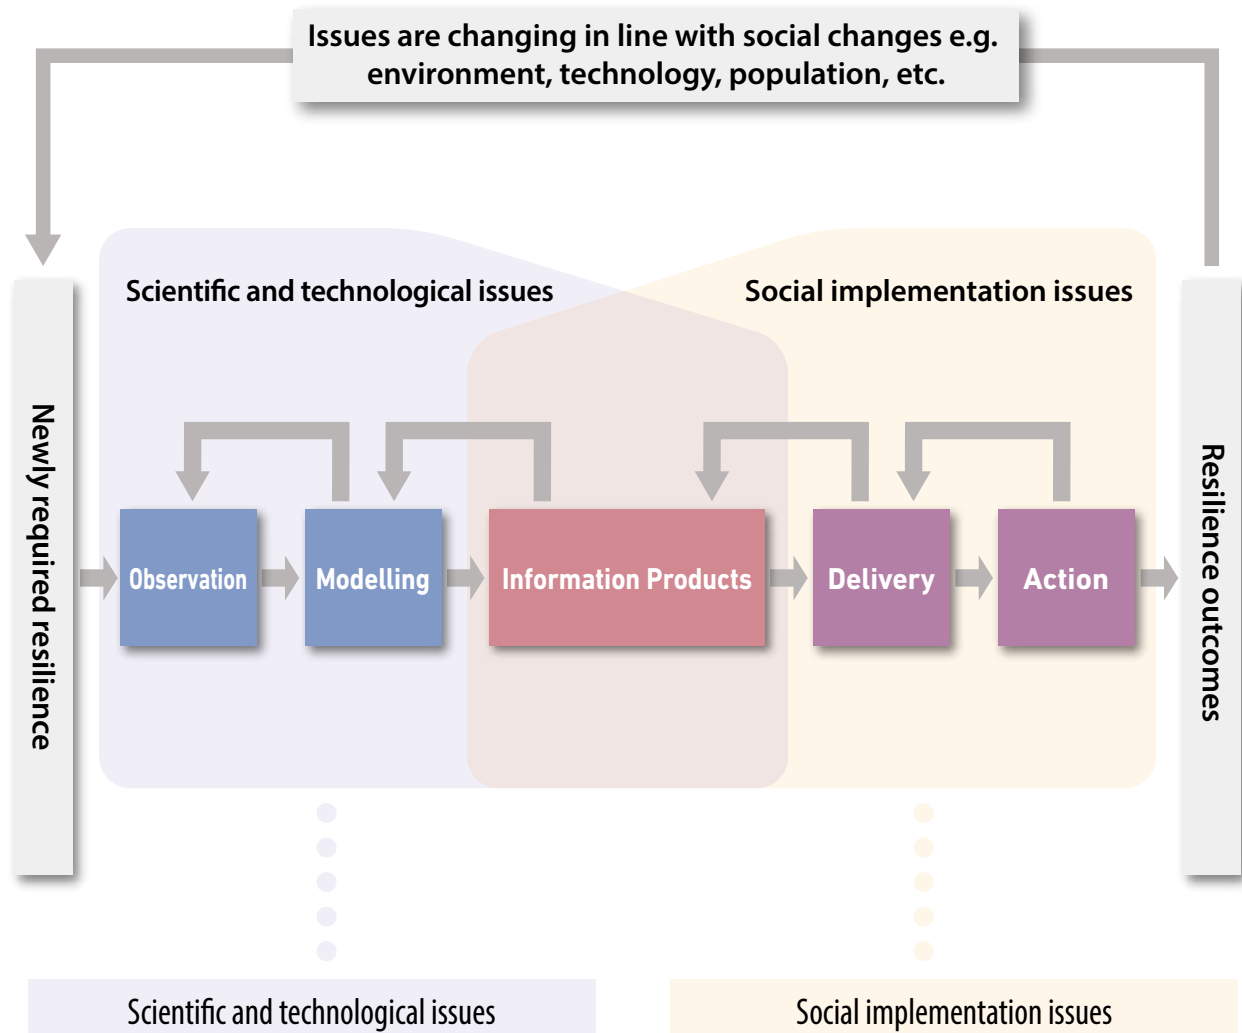 Issues are changing in line with social changes e.g.
environment, technology, population, etc.
Scientific and technological issues
Social implementation issues
Newly required resilience
Observation
Modelling
Information Products
Delivery
Action
Resilience outcomes
Scientific and technological issues
Social implementation issues